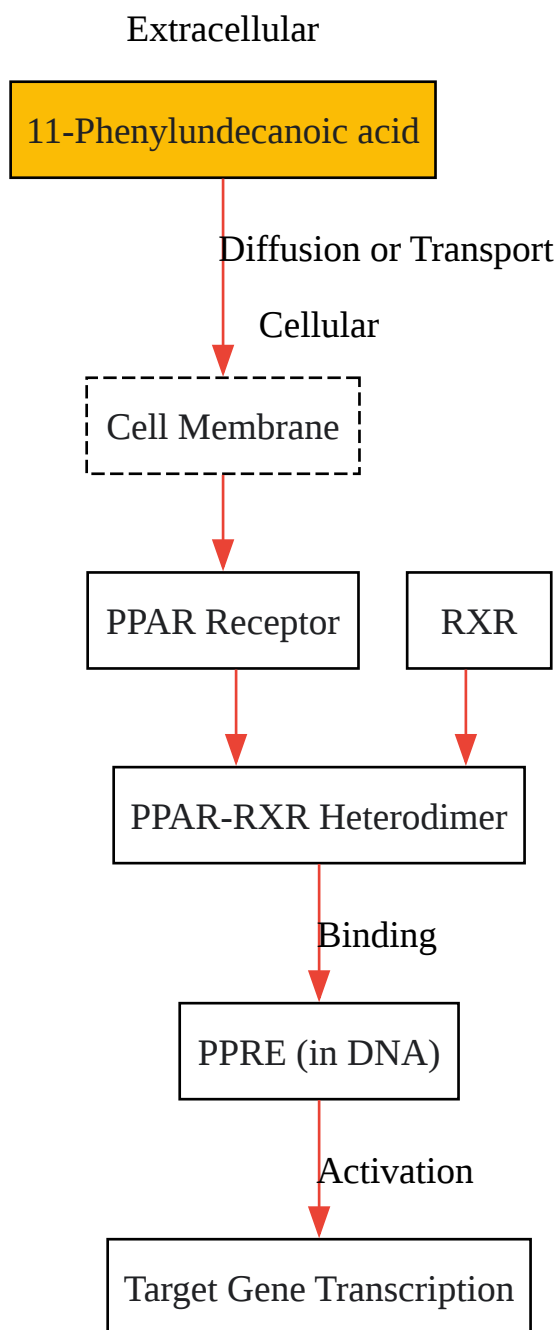 Extracellular
11-Phenylundecanoic acid
Diffusion or Transport
Cellular
Cell Membrane
PPAR Receptor
RXR
PPAR-RXR Heterodimer
Binding
PPRE (in DNA)
Activation
Target Gene Transcription